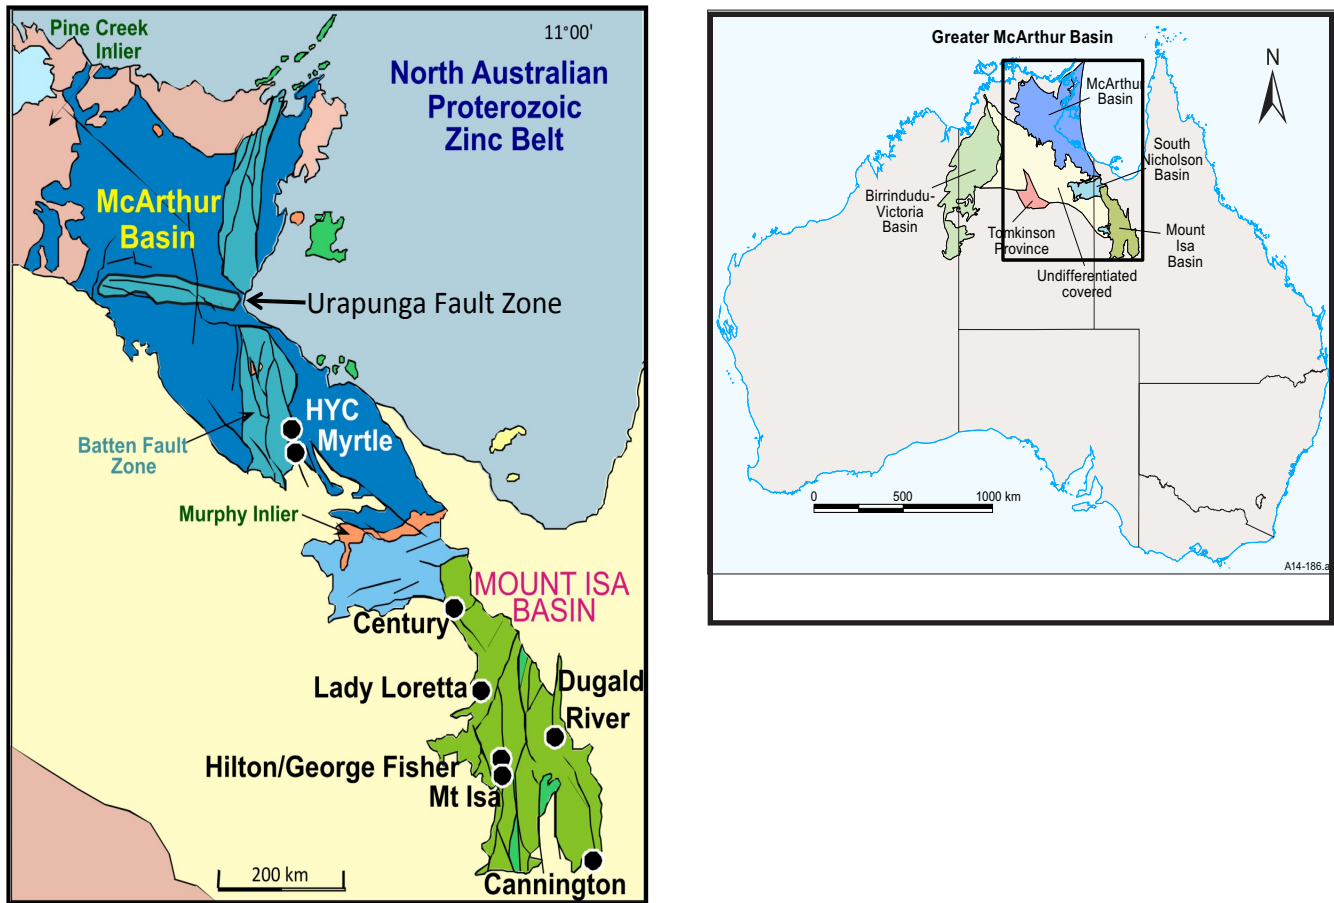 Pine Creek
Inlier
11°00'
North Australian
Proterozoic
Zinc Belt
McArthur
Basin
Urapunga Fault Zone
HYC
Myrtle
Batten Fault
Zone
Murphy Inlier
MOUNT ISA
BASIN
Century
Lady Loretta
Dugald
River
Hilton/George Fisher
Mt Isa
Cannington
200 km
Greater McArthur Basin
N
McArthur
Basin
South
Nicholson
Basin
Birrindudu-
Victoria
Basin
Tomkinson
Province
Mount
Isa
Basin
Undifferentiated
covered
0 500 1000 km
A14-186.a